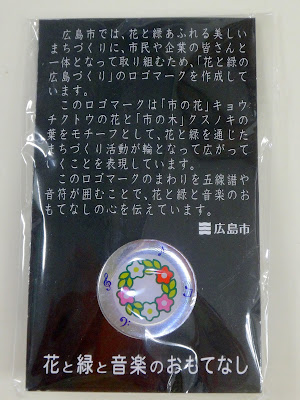 広島市では、花と緑あふれる美しい
まちづくりに、市民や企業の皆さんと
一体となって取り組むため、「花と緑の
広島づくり」のロゴマークを作成して
います。
このロゴマークは「市の花」キョウ
チクトウの花と「市の木」クスノキの
葉をモチーフとして、花と緑を通じた
まちづくり活動が輪となって広がって
いくことを表現しています。
このロゴマークのまわりを五線譜や
音符が囲むことで、花と緑と音楽のお
もてなしの心を伝えています。
広島市
花と緑と音楽のおもてなし